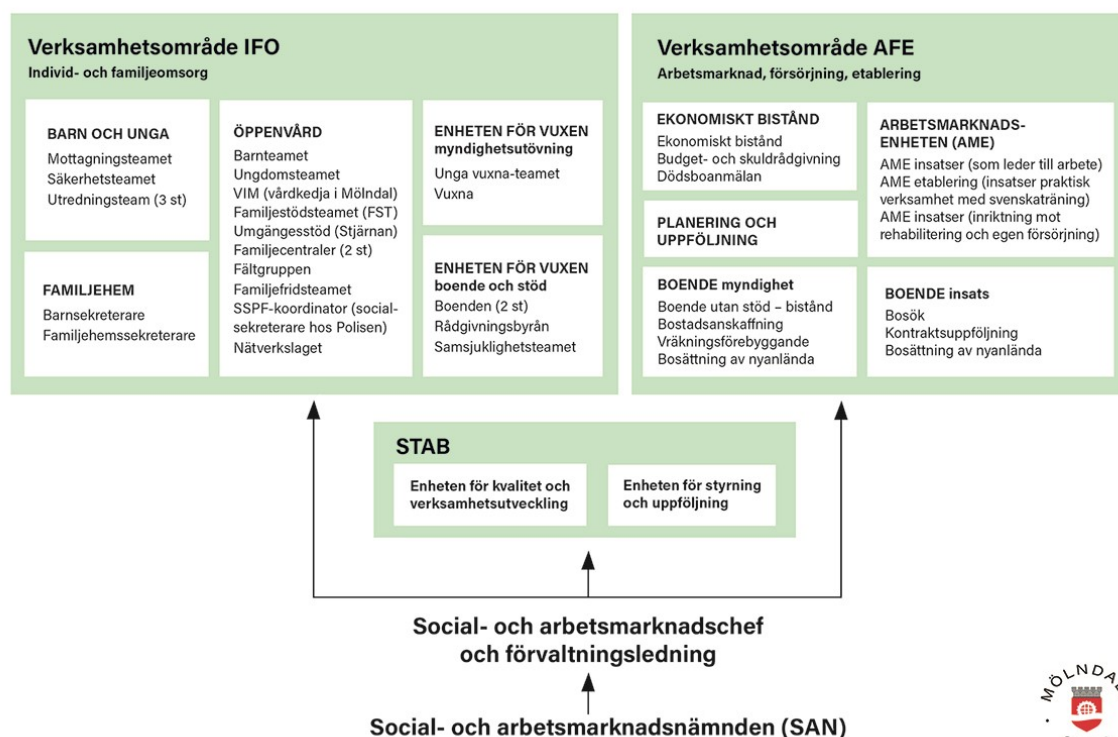 Verksamhetsområde IFO
Individ- och familjeomsorg
BARN OCH UNGA
Mottagningsteamet
Säkerhetsteamet
Utredningsteam (3 st)
FAMILJEHEM
Barnsekreterare
Familjehemssekreterare
ÖPPENVÅRD
Barnteamet
Ungdomsteamet
VIM (vårdkedja i Mölndal)
Familjestödsteamet (FST)
Umgängesstöd (Stjärnan)
Familjecentraler (2 st)
Fältgruppen
Familjefridsteamet
SSPF-koordinator (social-
sekreterare hos Polisen)
Nätverkslaget
ENHETEN FÖR VUXEN
myndighetsutövning
Unga vuxna-teamet
Vuxna
ENHETEN FÖR VUXEN
boende och stöd
Boenden (2 st)
Rådgivningsbyrån
Samsjuklighetsteamet
Verksamhetsområde AFE
Arbetsmarknad, försörjning, etablering
EKONOMISKT BISTÅND
Ekonomiskt bistånd
Budget- och skuldrådgivning
Dödsboanmälan
PLANERING OCH
UPPFÖLJNING
BOENDE myndighet
Boende utan stöd – bistånd
Bostadsanskaffning
Vräkningsförebyggande
Bosättning av nyanlända
ARBETSMARKNADS-
ENHETEN (AME)
AME insatser (som leder till arbete)
AME etablering (insatser praktisk
verksamhet med svenskaträning)
AME insatser (inriktning mot
rehabilitering och egen försörjning)
BOENDE insats
Bosök
Kontraktsuppföljning
Bosättning av nyanlända
STAB
Enheten för kvalitet och
verksamhetsutveckling
Enheten för styrning
och uppföljning
Social- och arbetsmarknadschef
och förvaltningsledning
Social- och arbetsmarknadsnämnden (SAN)